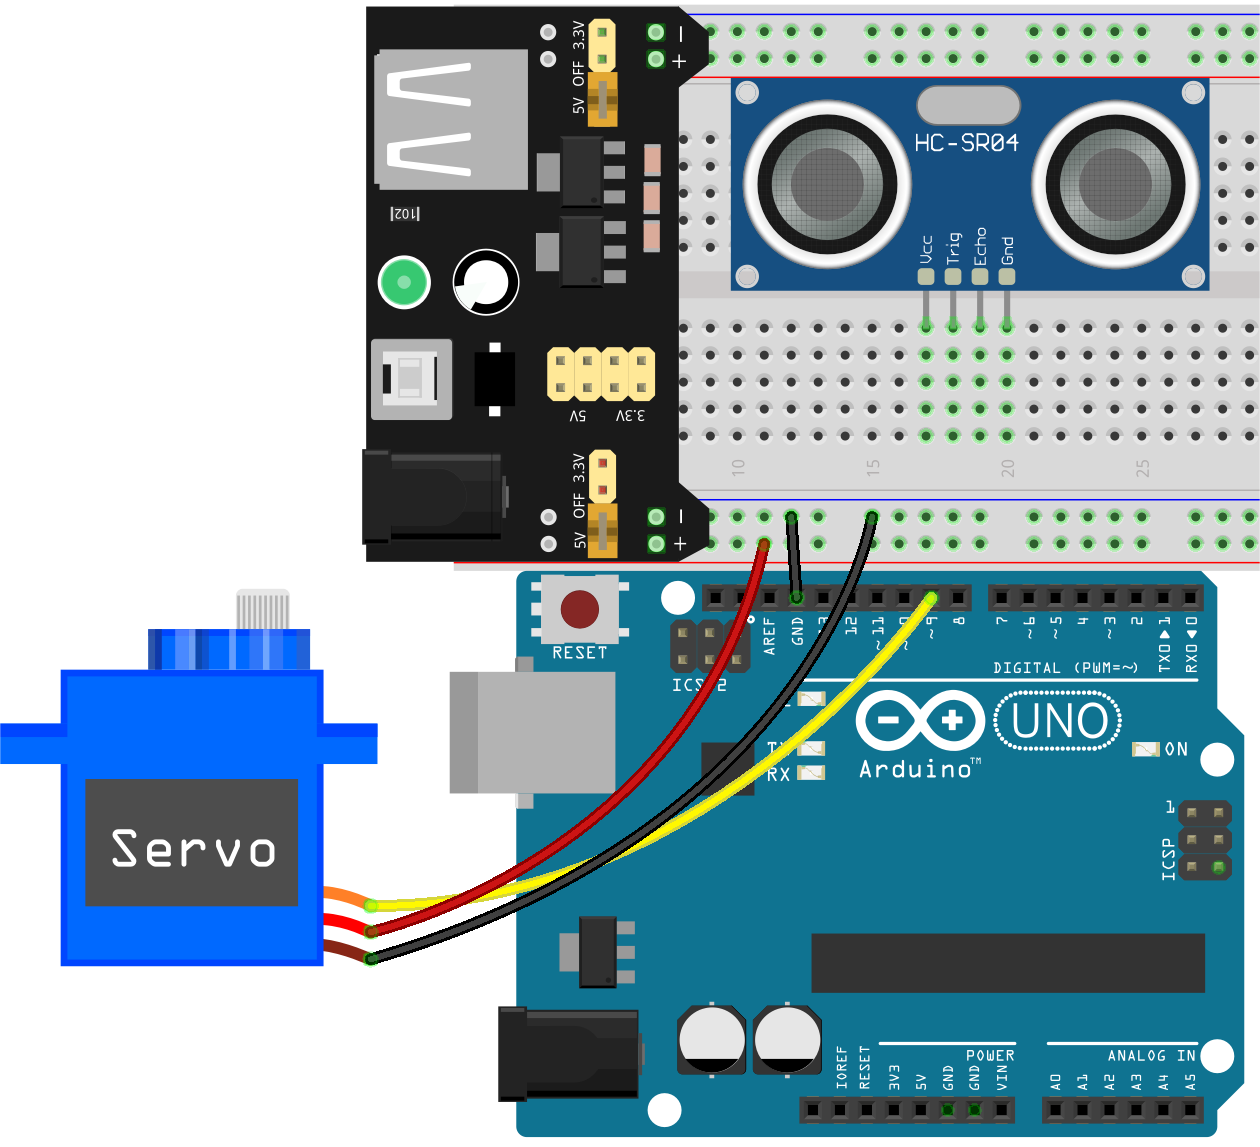 3.3V
OFF
5V
−
+
102
HC-SR04
Vcc
Trig
Echo
Gnd
5V
3.3V
3.3V
OFF
5V
−
+
10
15
20
25
RESET
ICSP2
AREF
GND
12
~11
~9
8
7
~6
~5
4
~3
2
TX0▶1
RX0◀0
DIGITAL (PWM=~)
UNO
Arduino™
TX
RX
ON
1
ICSP
Servo
IOREF
RESET
3V3
5V
GND
GND
VIN
POWER
A0
A1
A2
A3
A4
A5
ANALOG IN